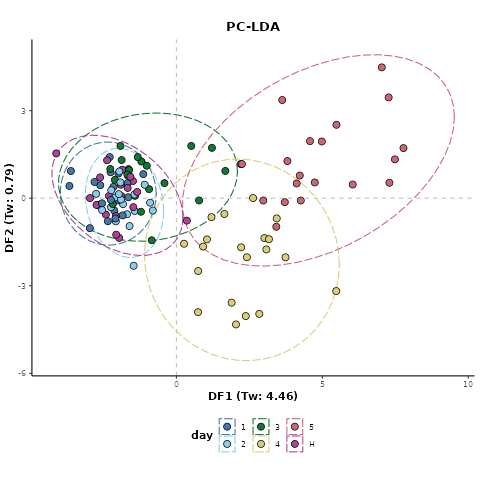 PC-LDA
DF2 (Tw: 0.79)
3
0
-3
-6
0 5 10
DF1 (Tw: 4.46)
day 1 3 5
2 4 H